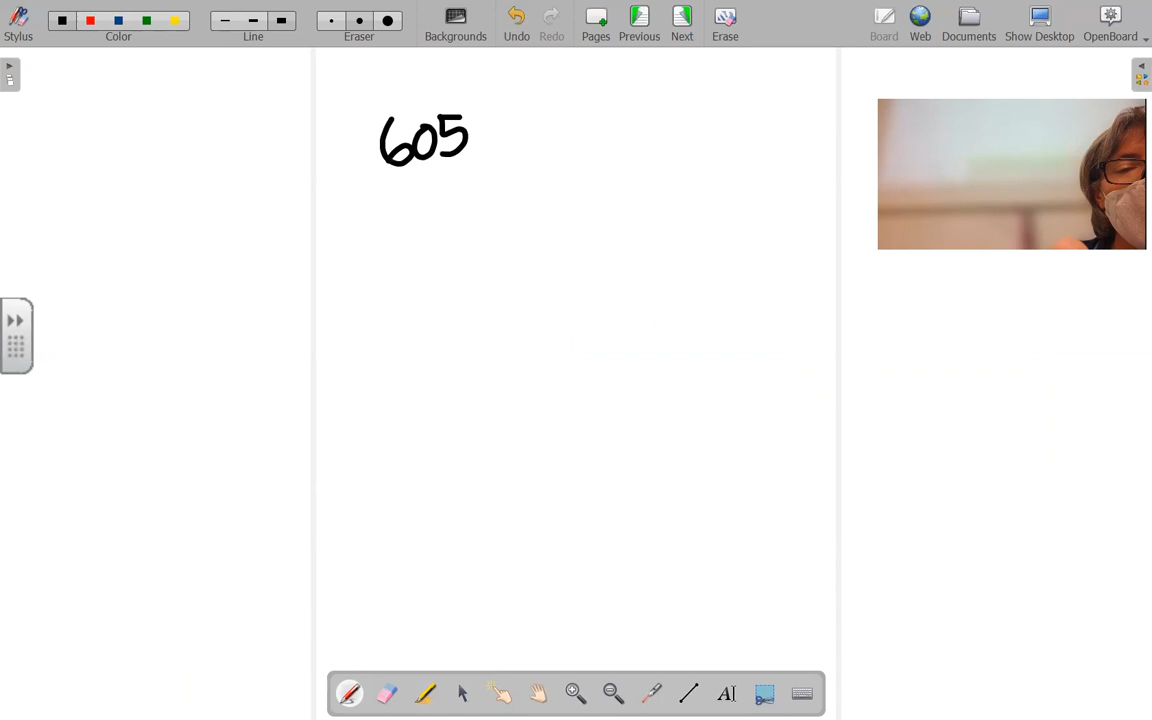 Stylus
Color
Line
Eraser
Backgrounds
Undo
Redo
Pages
Previous
Next
Erase
Board
Web
Documents
Show Desktop
OpenBoard
605